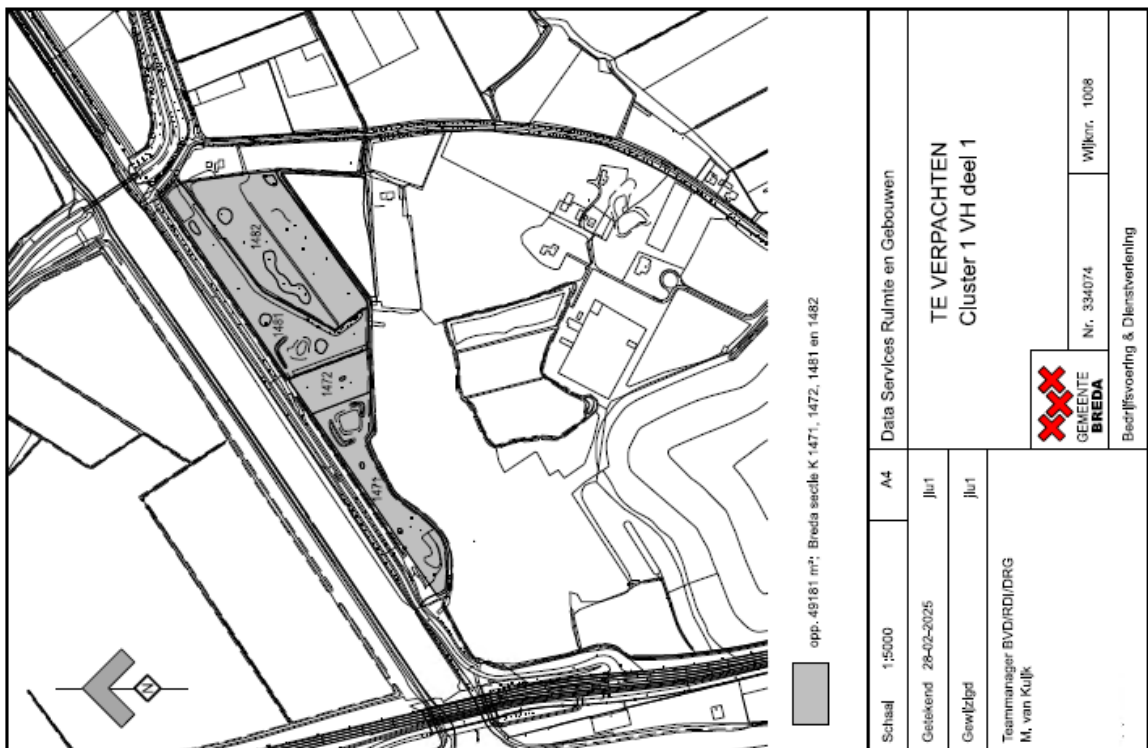 1482
1481
1472
1471
N
opp. 49181 m²: Breda sectie K 1471, 1472, 1481 en 1482
Schaal 1:5000 A4
Getekend 28-02-2025 jlu1
Gewijzigd jlu1
Teammanager BVD/RDI/DRG
M. van Kuijk
Data Services Ruimte en Gebouwen
TE VERPACHTEN
Cluster 1 VH deel 1
GEMEENTE
BREDA
Nr. 334074
Wijknr. 1008
Bedrijfsvoering & Dienstverlening